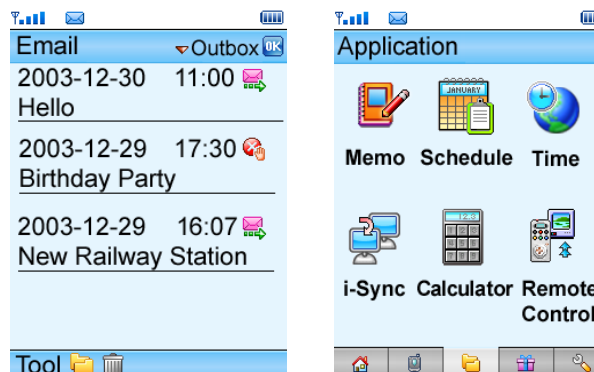 Email
Outbox OK
2003-12-30 11:00
Hello
2003-12-29 17:30
Birthday Party
2003-12-29 16:07
New Railway Station
Tool
Application
JANUARY
Memo Schedule Time
i-Sync Calculator Remote
Control